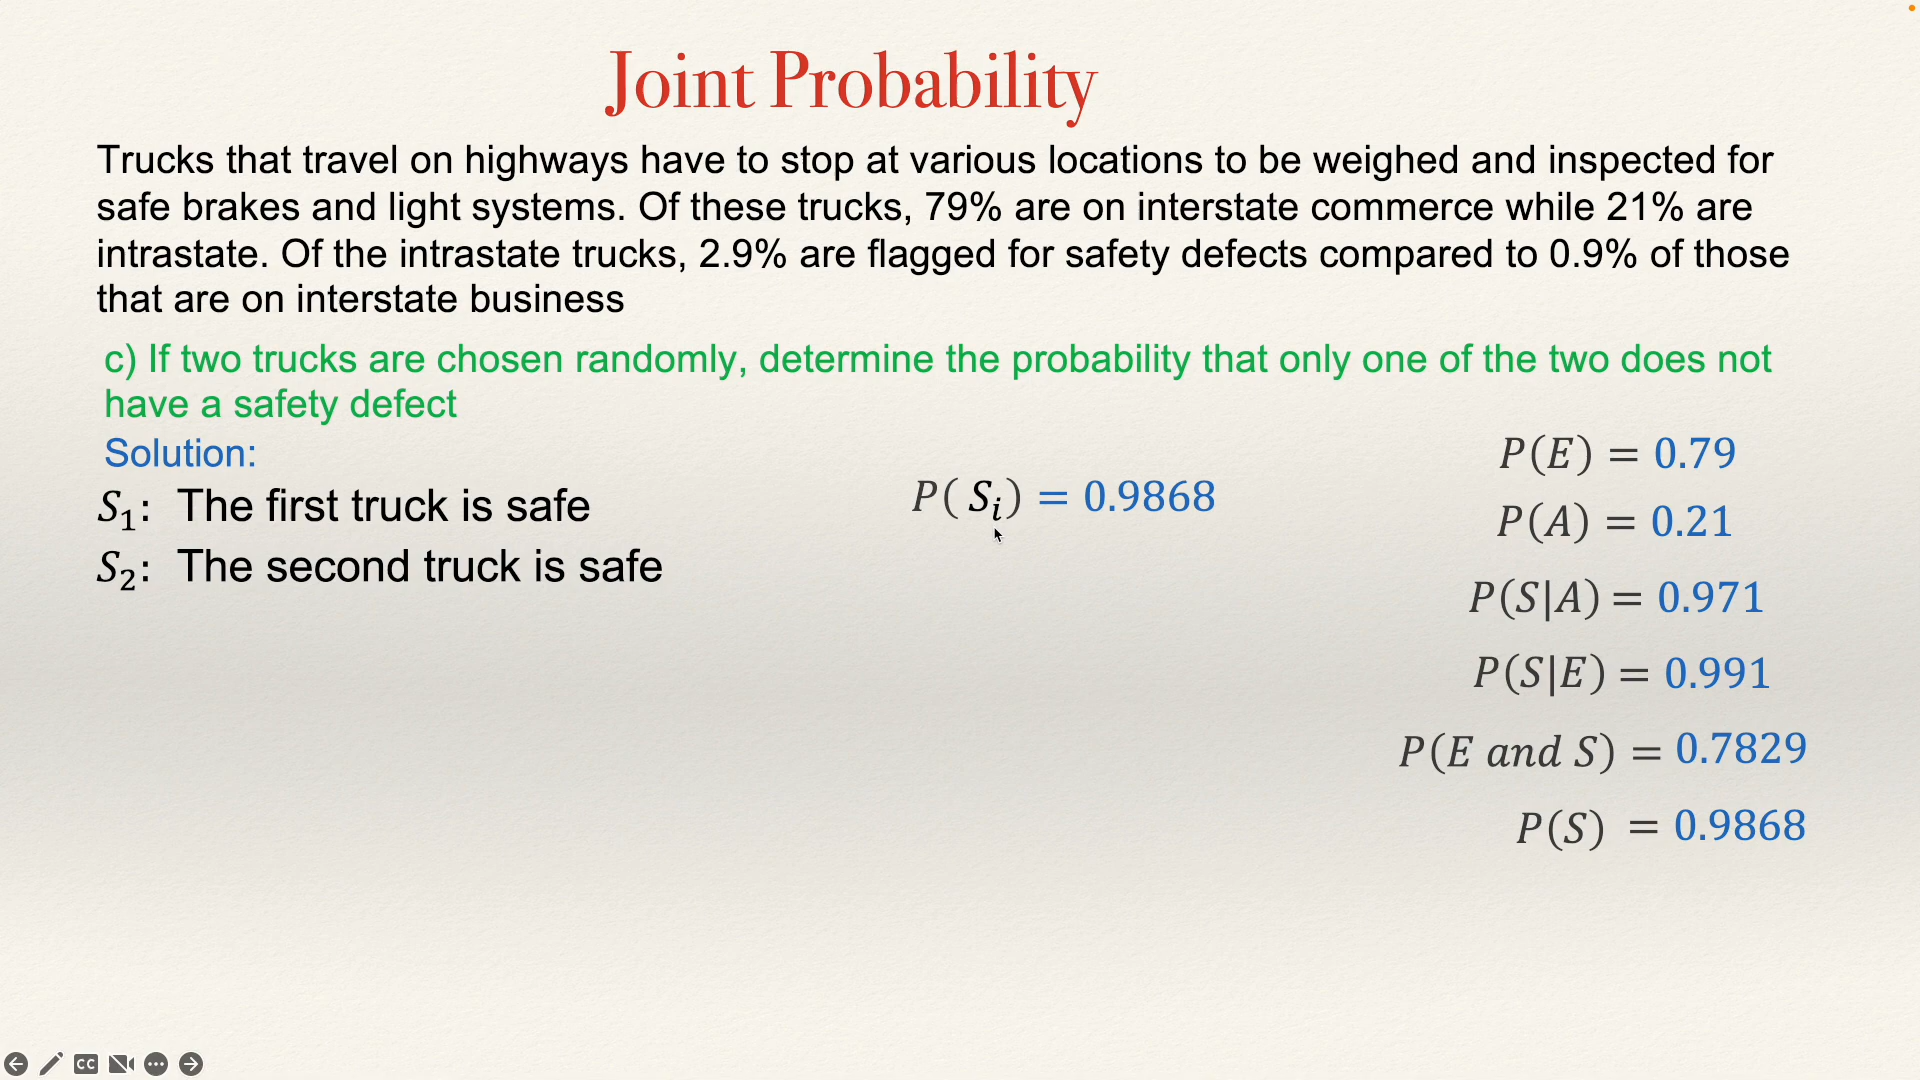 Joint Probability
Trucks that travel on highways have to stop at various locations to be weighed and inspected for
safe brakes and light systems. Of these trucks, 79% are on interstate commerce while 21% are
intrastate. Of the intrastate trucks, 2.9% are flagged for safety defects compared to 0.9% of those
that are on interstate business
c) If two trucks are chosen randomly, determine the probability that only one of the two does not
have a safety defect
Solution:
S₁: The first truck is safe
S₂: The second truck is safe
P( Sᵢ) = 0.9868
P(E) = 0.79
P(A) = 0.21
P(S|A) = 0.971
P(S|E) = 0.991
P(E and S) = 0.7829
P(S) = 0.9868
CC